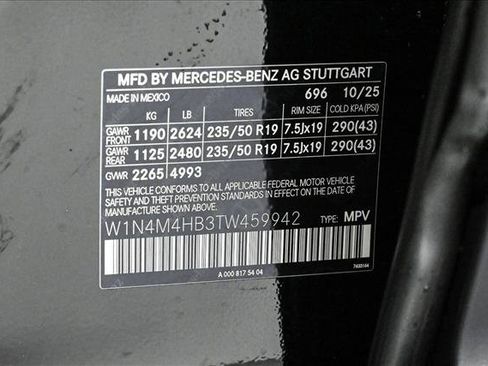 MFD BY MERCEDES-BENZ AG STUTTGART
MADE IN MEXICO 696 10/25
KG LB TIRES RIM SIZE COLD KPA(PSI)
GAWR FRONT 1190 2624 235/50 R19 7.5Jx19 290(43)
GAWR REAR 1125 2480 235/50 R19 7.5Jx19 290(43)
GVWR 2265 4993
THIS VEHICLE CONFORMS TO ALL APPLICABLE FEDERAL MOTOR VEHICLE
SAFETY AND THEFT PREVENTION STANDARDS IN EFFECT ON THE DATE OF
MANUFACTURE SHOWN ABOVE.
W1N4M4HB3TW459942 TYPE: MPV
A 000 817 54 04